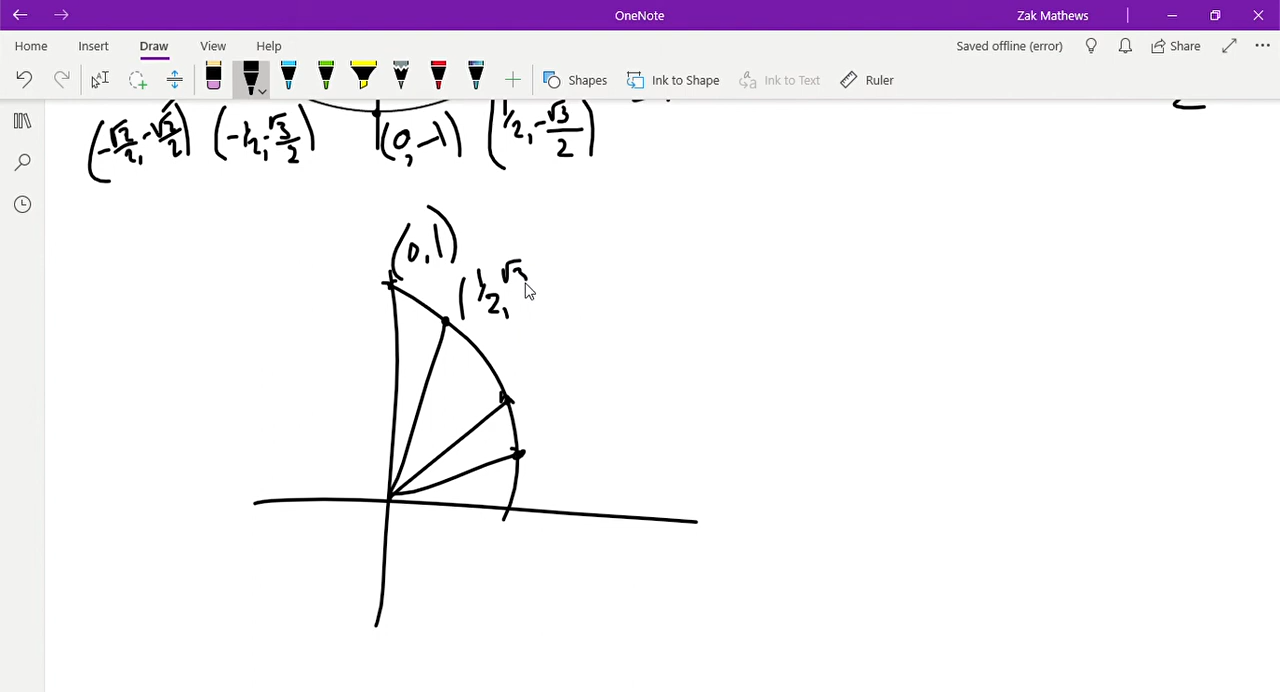 OneNote
Zak Mathews
Home Insert Draw View Help
Saved offline (error)
Share
Shapes
Ink to Shape
Ink to Text
Ruler
(-√2/2, -√2/2) (-1/2, -√3/2) (0, -1) (1/2, -√3/2)
2
(0,1)
(1/2, √3